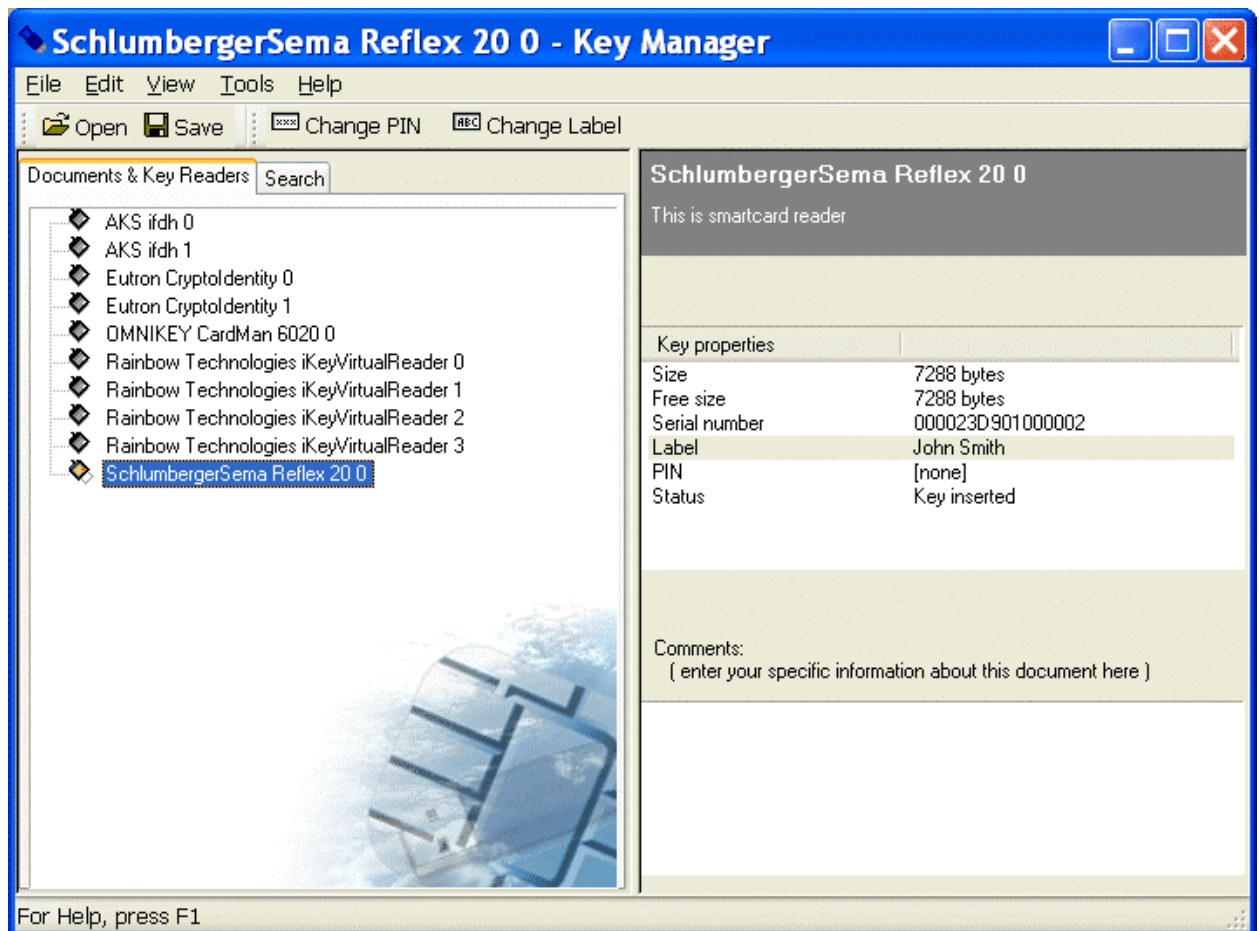 SchlumbergerSema Reflex 20 0 - Key Manager
File Edit View Tools Help
Open Save Change PIN Change Label
Documents & Key Readers Search
AKS ifdh 0
AKS ifdh 1
Eutron CryptoIdentity 0
Eutron CryptoIdentity 1
OMNIKEY CardMan 6020 0
Rainbow Technologies iKeyVirtualReader 0
Rainbow Technologies iKeyVirtualReader 1
Rainbow Technologies iKeyVirtualReader 2
Rainbow Technologies iKeyVirtualReader 3
SchlumbergerSema Reflex 20 0
SchlumbergerSema Reflex 20 0
This is smartcard reader
Key properties
Size 7288 bytes
Free size 7288 bytes
Serial number 000023D901000002
Label John Smith
PIN [none]
Status Key inserted
Comments:
( enter your specific information about this document here )
For Help, press F1